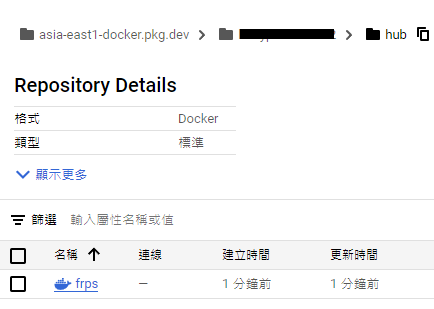 asia-east1-docker.pkg.dev > hub
Repository Details
格式 Docker
類型 標準
顯示更多
篩選 輸入屬性名稱或值
名稱 ↑ 連線 建立時間 更新時間
frps — 1 分鐘前 1 分鐘前